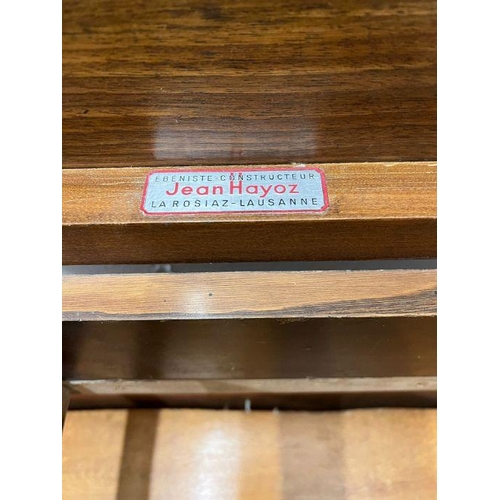 EBENISTE-CONSTRUCTEUR
Jean Hayoz
LA ROSIAZ-LAUSANNE